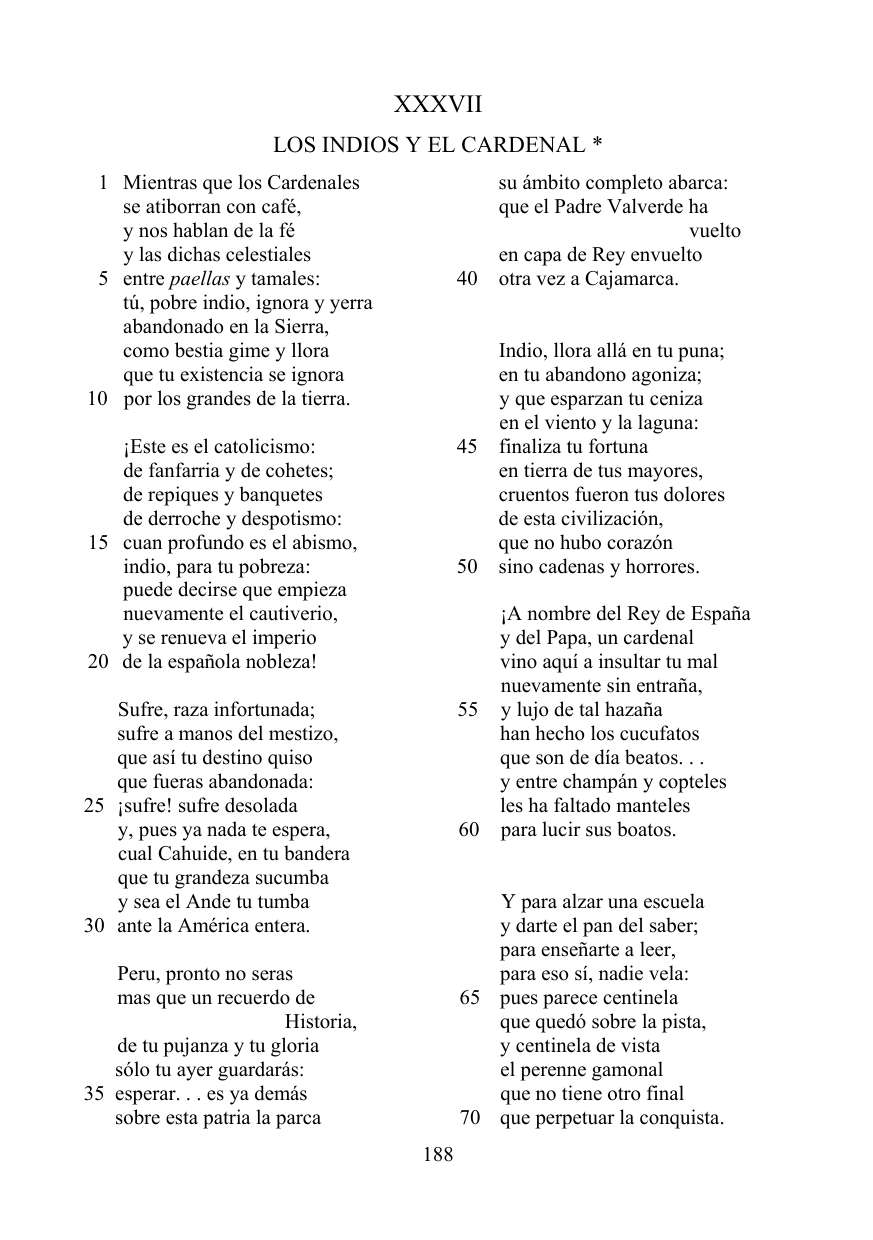 XXXVII
LOS INDIOS Y EL CARDENAL *
1 Mientras que los Cardenales
se atiborran con café,
y nos hablan de la fé
y las dichas celestiales
5 entre paellas y tamales:
tú, pobre indio, ignora y yerra
abandonado en la Sierra,
como bestia gime y llora
que tu existencia se ignora
10 por los grandes de la tierra.
¡Este es el catolicismo:
de fanfarria y de cohetes;
de repiques y banquetes
de derroche y despotismo:
15 cuan profundo es el abismo,
indio, para tu pobreza:
puede decirse que empieza
nuevamente el cautiverio,
y se renueva el imperio
20 de la española nobleza!
Sufre, raza infortunada;
sufre a manos del mestizo,
que así tu destino quiso
que fueras abandonada:
25 ¡sufre! sufre desolada
y, pues ya nada te espera,
cual Cahuide, en tu bandera
que tu grandeza sucumba
y sea el Ande tu tumba
30 ante la América entera.
Peru, pronto no seras
mas que un recuerdo de
Historia,
de tu pujanza y tu gloria
sólo tu ayer guardarás:
35 esperar. . . es ya demás
sobre esta patria la parca
su ámbito completo abarca:
que el Padre Valverde ha
vuelto
en capa de Rey envuelto
40 otra vez a Cajamarca.
Indio, llora allá en tu puna;
en tu abandono agoniza;
y que esparzan tu ceniza
en el viento y la laguna:
45 finaliza tu fortuna
en tierra de tus mayores,
cruentos fueron tus dolores
de esta civilización,
que no hubo corazón
50 sino cadenas y horrores.
¡A nombre del Rey de España
y del Papa, un cardenal
vino aquí a insultar tu mal
nuevamente sin entraña,
55 y lujo de tal hazaña
han hecho los cucufatos
que son de día beatos. . .
y entre champán y copteles
les ha faltado manteles
60 para lucir sus boatos.
Y para alzar una escuela
y darte el pan del saber;
para enseñarte a leer,
para eso sí, nadie vela:
65 pues parece centinela
que quedó sobre la pista,
y centinela de vista
el perenne gamonal
que no tiene otro final
70 que perpetuar la conquista.
188